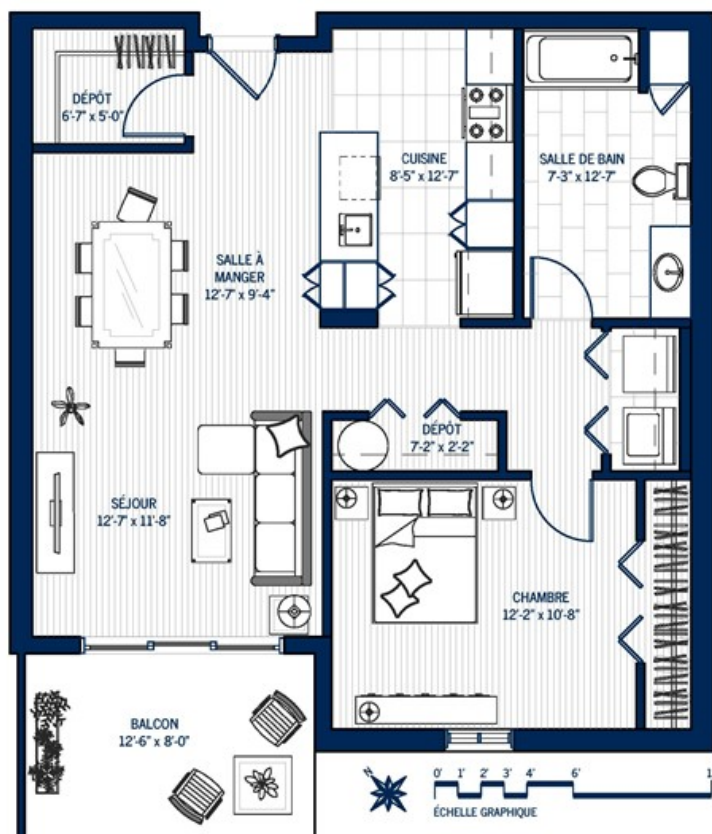 DÉPÔT
6'-7" x 5'-0"
CUISINE
8'-5" x 12'-7"
SALLE DE BAIN
7'-3" x 12'-7"
SALLE À
MANGER
12'-7" x 9'-4"
DÉPÔT
7'-2" x 2'-2"
SÉJOUR
12'-7" x 11'-8"
CHAMBRE
12'-2" x 10'-8"
BALCON
12'-6" x 8'-0"
N
0' 1' 2' 3' 4' 6' 1
ÉCHELLE GRAPHIQUE